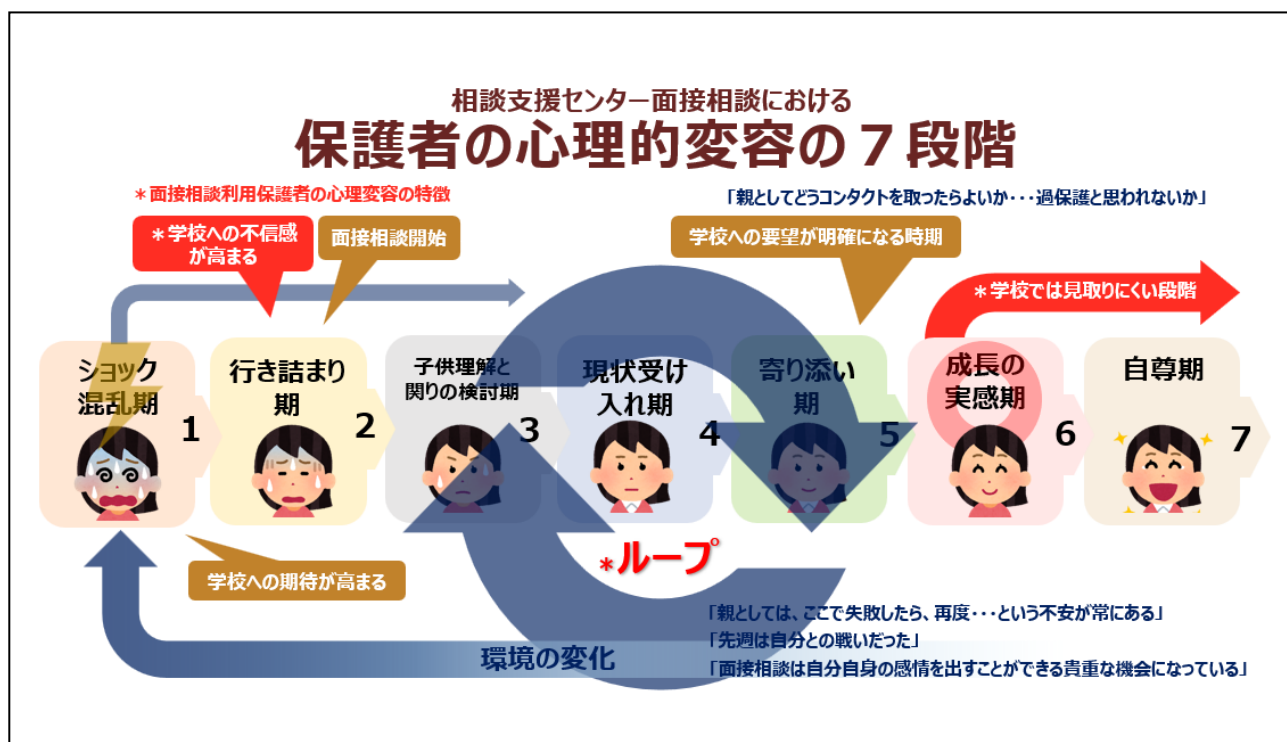 相談支援センター面接相談における
保護者の心理的変容の7段階
*面接相談利用保護者の心理変容の特徴
「親としてどうコンタクトを取ったらよいか・・・過保護と思われないか」
*学校への不信感
が高まる
面接相談開始
学校への要望が明確になる時期
*学校では見取りにくい段階
ショック
混乱期
1
行き詰まり
期
2
子供理解と
関りの検討期
3
現状受け
入れ期
4
寄り添い
期
5
成長の
実感期
6
自尊期
7
*ループ
学校への期待が高まる
環境の変化
「親としては、ここで失敗したら、再度・・・という不安が常にある」
「先週は自分との戦いだった」
「面接相談は自分自身の感情を出すことができる貴重な機会になっている」